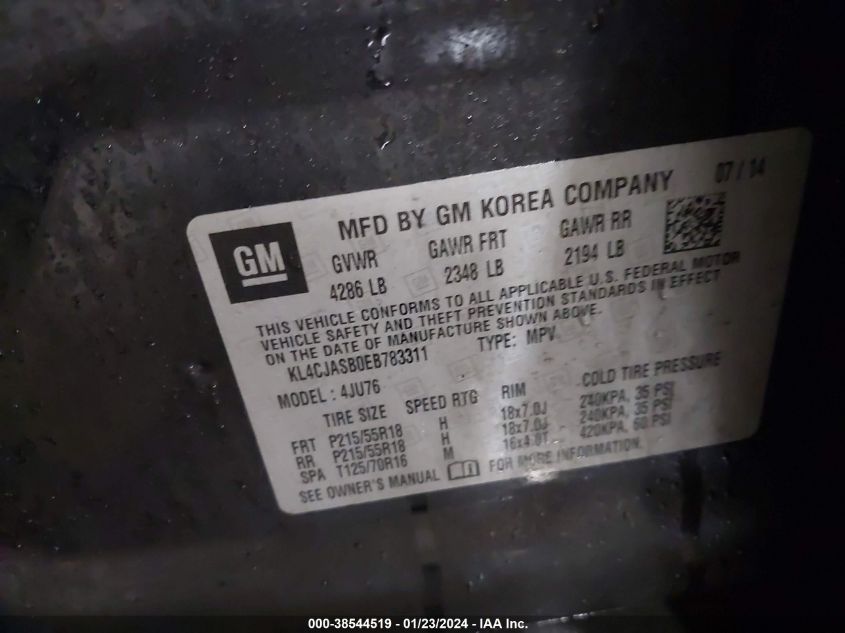 MFD BY GM KOREA COMPANY 07 / 14
GM
GVWR GAWR FRT GAWR RR
4286 LB 2348 LB 2194 LB
THIS VEHICLE CONFORMS TO ALL APPLICABLE U.S. FEDERAL MOTOR
VEHICLE SAFETY AND THEFT PREVENTION STANDARDS IN EFFECT
ON THE DATE OF MANUFACTURE SHOWN ABOVE.
KL4CJASB0EB783311 TYPE: MPV
MODEL : 4JU76
TIRE SIZE SPEED RTG RIM COLD TIRE PRESSURE
FRT P215/55R18 H 18x7.0J 240KPA, 35 PSI
RR P215/55R18 H 18x7.0J 240KPA, 35 PSI
SPA T125/70R16 M 16x4.0T 420KPA, 60 PSI
SEE OWNER'S MANUAL FOR MORE INFORMATION.
000-38544519 - 01/23/2024 - IAA Inc.